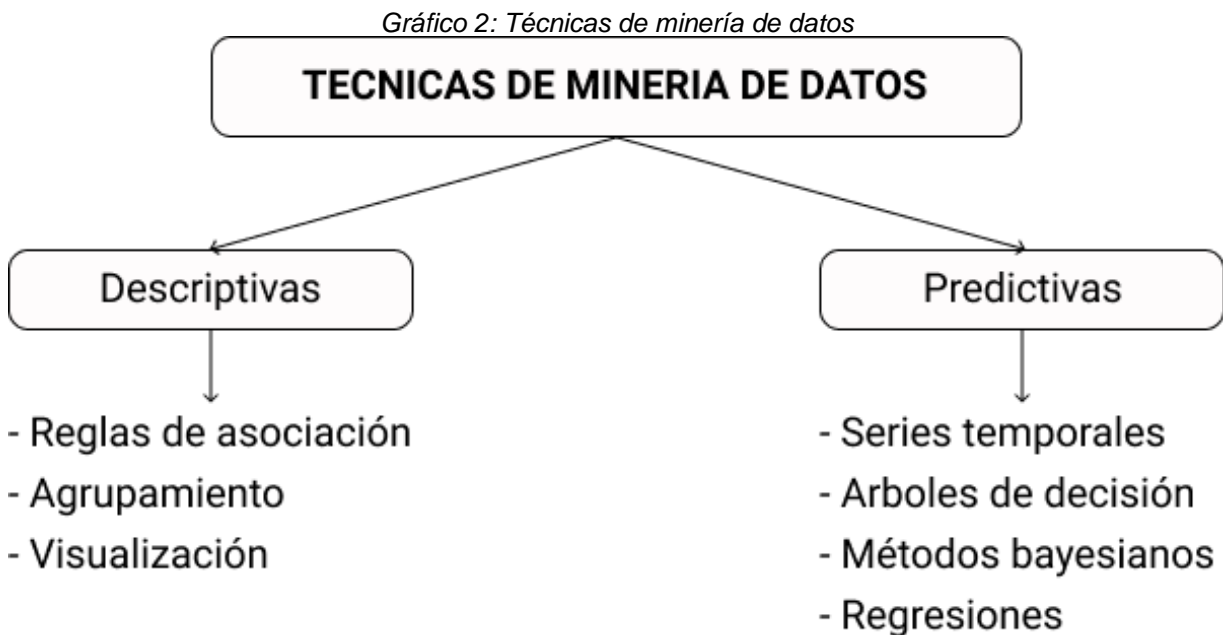 Gráfico 2: Técnicas de minería de datos
TECNICAS DE MINERIA DE DATOS
Descriptivas
- Reglas de asociación
- Agrupamiento
- Visualización
Predictivas
- Series temporales
- Arboles de decisión
- Métodos bayesianos
- Regresiones